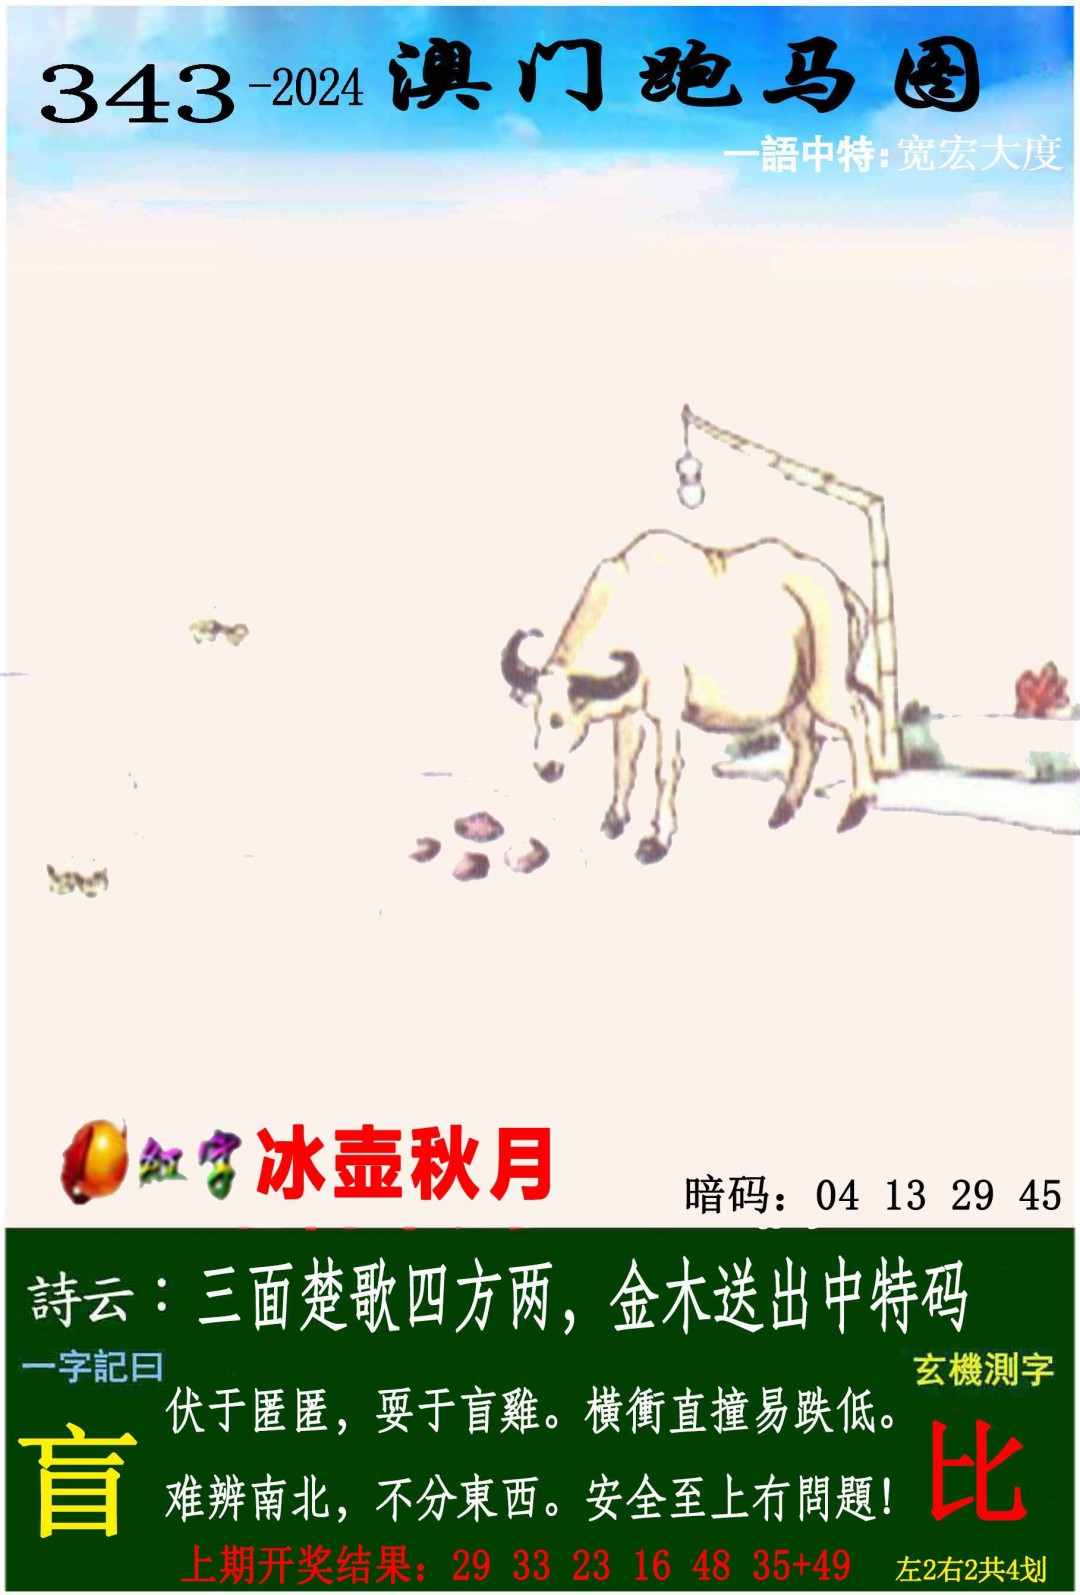 343-2024 澳门跑马图
一語中特:宽宏大度
红字 冰壶秋月
暗码：04 13 29 45
詩云：三面楚歌四方两，金木送出中特码
一字記曰
玄機測字
伏于匿匿，耍于盲雞。橫衝直撞易跌低。
盲
比
难辨南北，不分東西。安全至上冇問題！
上期开奖结果：29 33 23 16 48 35+49
左2右2共4划